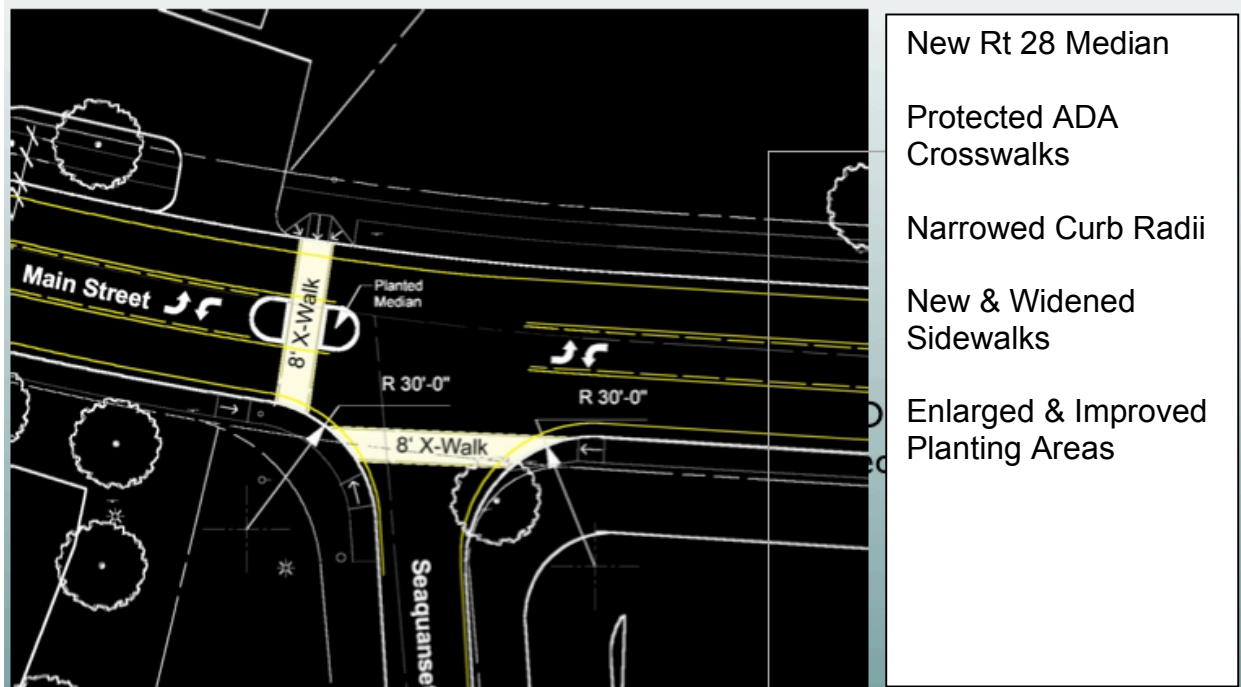 Main Street
8' X-Walk
Planted
Median
R 30'-0"
R 30'-0"
8' X-Walk
Seaquanse
New Rt 28 Median
Protected ADA
Crosswalks
Narrowed Curb Radii
New & Widened
Sidewalks
Enlarged & Improved
Planting Areas